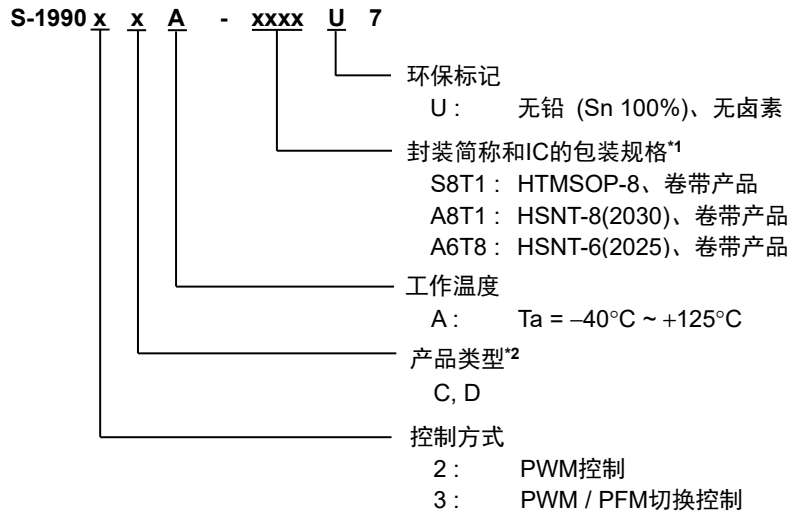 S-1990 x x A - xxxx U 7
环保标记
U : 无铅 (Sn 100%)、无卤素
封装简称和IC的包装规格*1
S8T1 : HTMSOP-8、卷带产品
A8T1 : HSNT-8(2030)、卷带产品
A6T8 : HSNT-6(2025)、卷带产品
工作温度
A : Ta = −40°C ~ +125°C
产品类型*2
C, D
控制方式
2 : PWM控制
3 : PWM / PFM切换控制